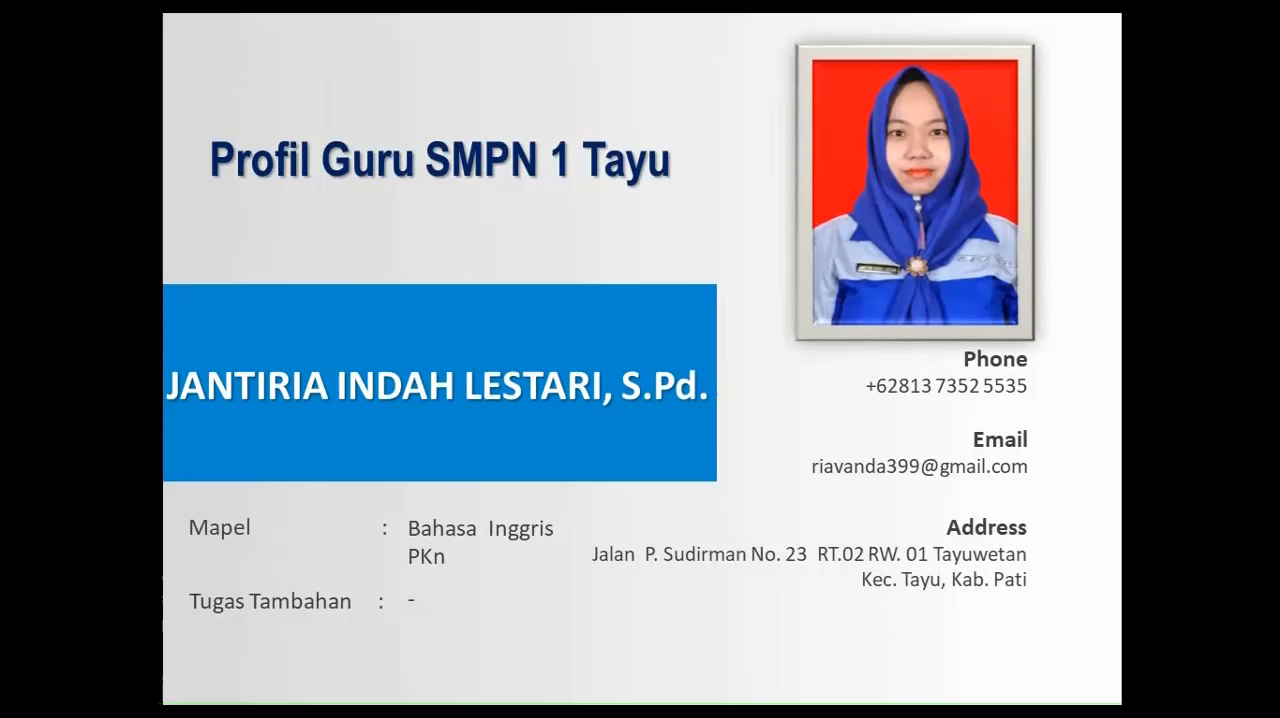 Profil Guru SMPN 1 Tayu
JANTIRIA INDAH LESTARI, S.Pd.
Phone
+62813 7352 5535
Email
riavanda399@gmail.com
Mapel : Bahasa Inggris
PKn
Tugas Tambahan : -
Address
Jalan P. Sudirman No. 23 RT.02 RW. 01 Tayuwetan
Kec. Tayu, Kab. Pati